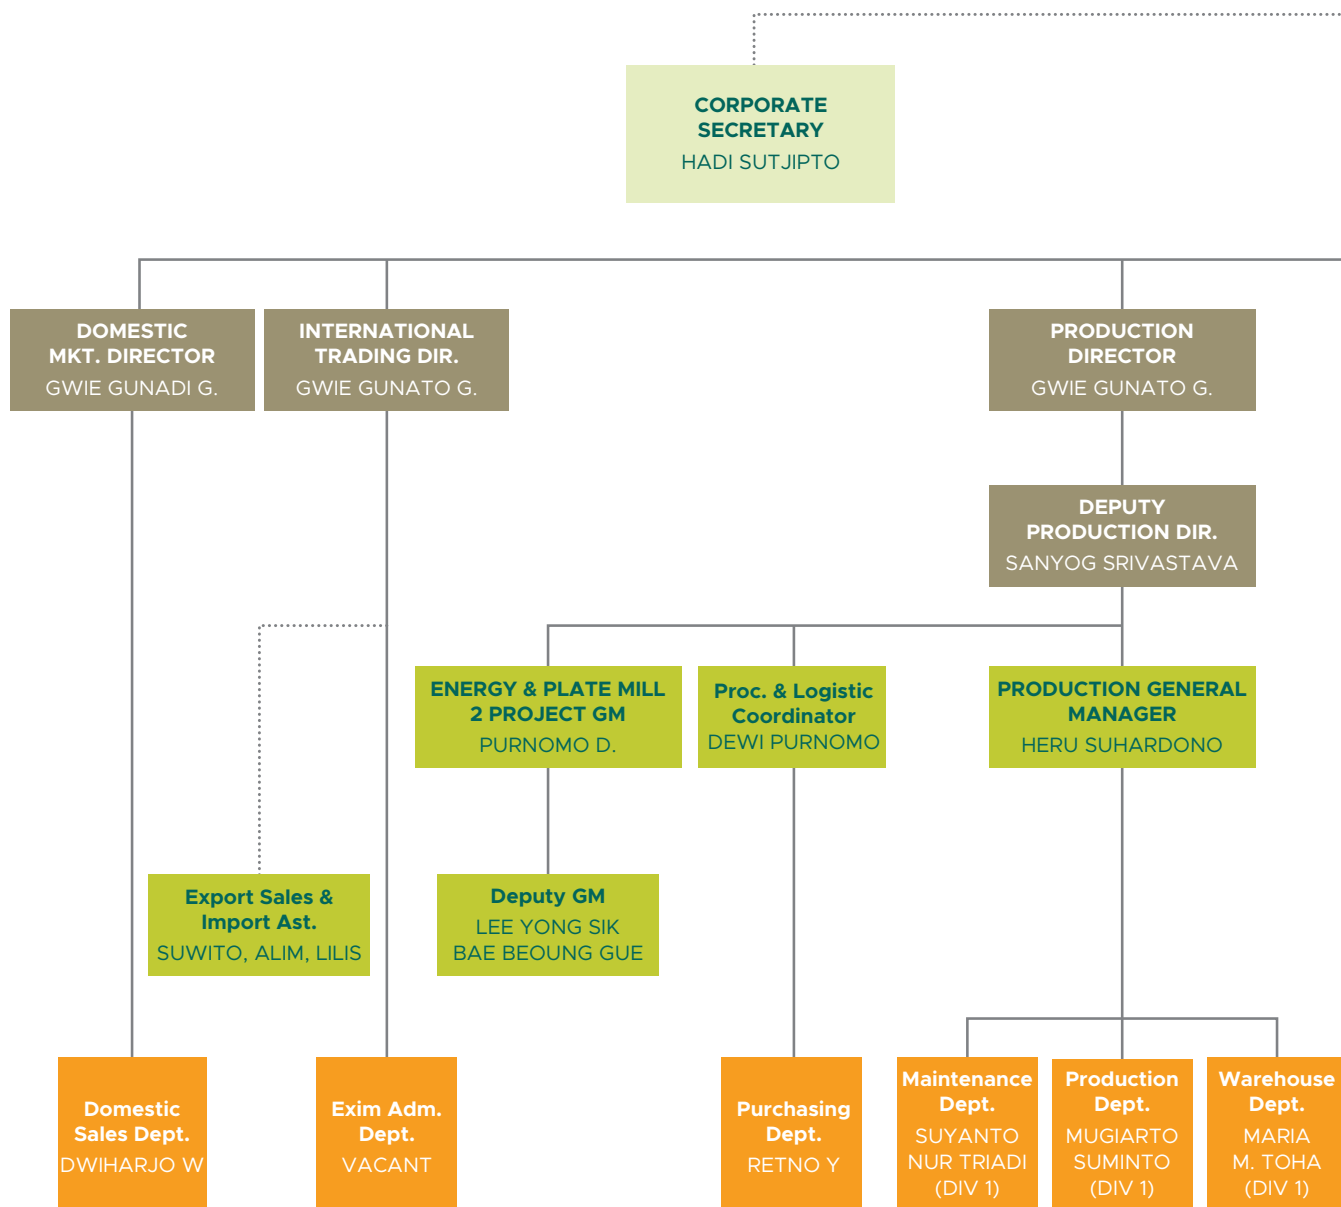 CORPORATE
SECRETARY
HADI SUTJIPTO
DOMESTIC
MKT. DIRECTOR
GWIE GUNADI G.
INTERNATIONAL
TRADING DIR.
GWIE GUNATO G.
PRODUCTION
DIRECTOR
GWIE GUNATO G.
DEPUTY
PRODUCTION DIR.
SANYOG SRIVASTAVA
ENERGY & PLATE MILL
2 PROJECT GM
PURNOMO D.
Proc. & Logistic
Coordinator
DEWI PURNOMO
PRODUCTION GENERAL
MANAGER
HERU SUHARDONO
Export Sales &
Import Ast.
SUWITO, ALIM, LILIS
Deputy GM
LEE YONG SIK
BAE BEOUNG GUE
Domestic
Sales Dept.
DWIHARJO W
Exim Adm.
Dept.
VACANT
Purchasing
Dept.
RETNO Y
Maintenance
Dept.
SUYANTO
NUR TRIADI
(DIV 1)
Production
Dept.
MUGIARTO
SUMINTO
(DIV 1)
Warehouse
Dept.
MARIA
M. TOHA
(DIV 1)